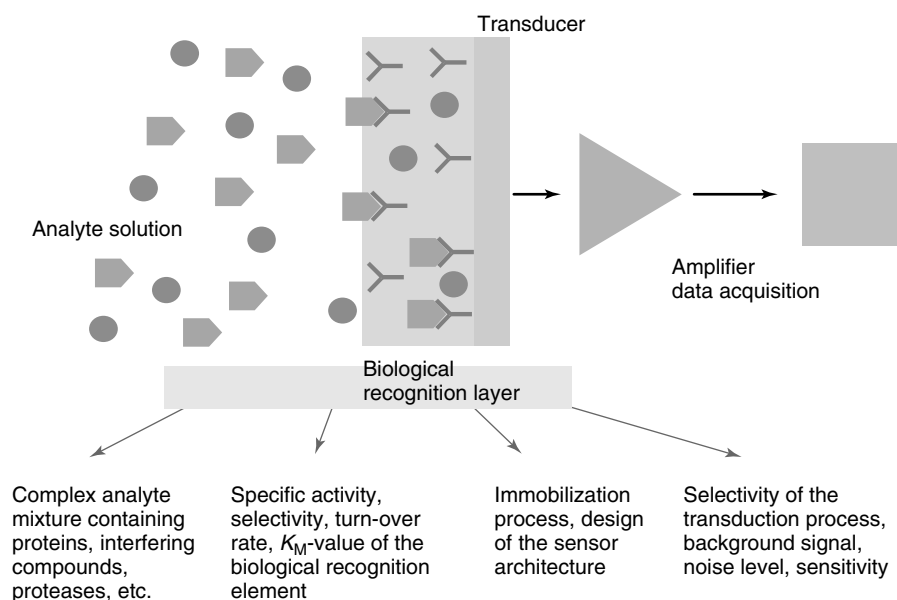 Transducer
Analyte solution
Amplifier
data acquisition
Biological
recognition layer
Complex analyte
mixture containing
proteins, interfering
compounds,
proteases, etc.
Specific activity,
selectivity, turn-over
rate, KM-value of the
biological recognition
element
Immobilization
process, design
of the sensor
architecture
Selectivity of the
transduction process,
background signal,
noise level, sensitivity